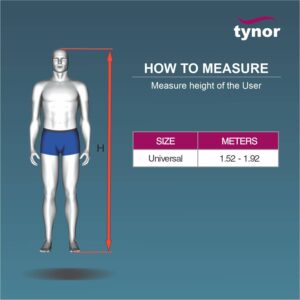 tynor
HOW TO MEASURE
Measure height of the User
SIZE METERS
Universal 1.52 - 1.92
H